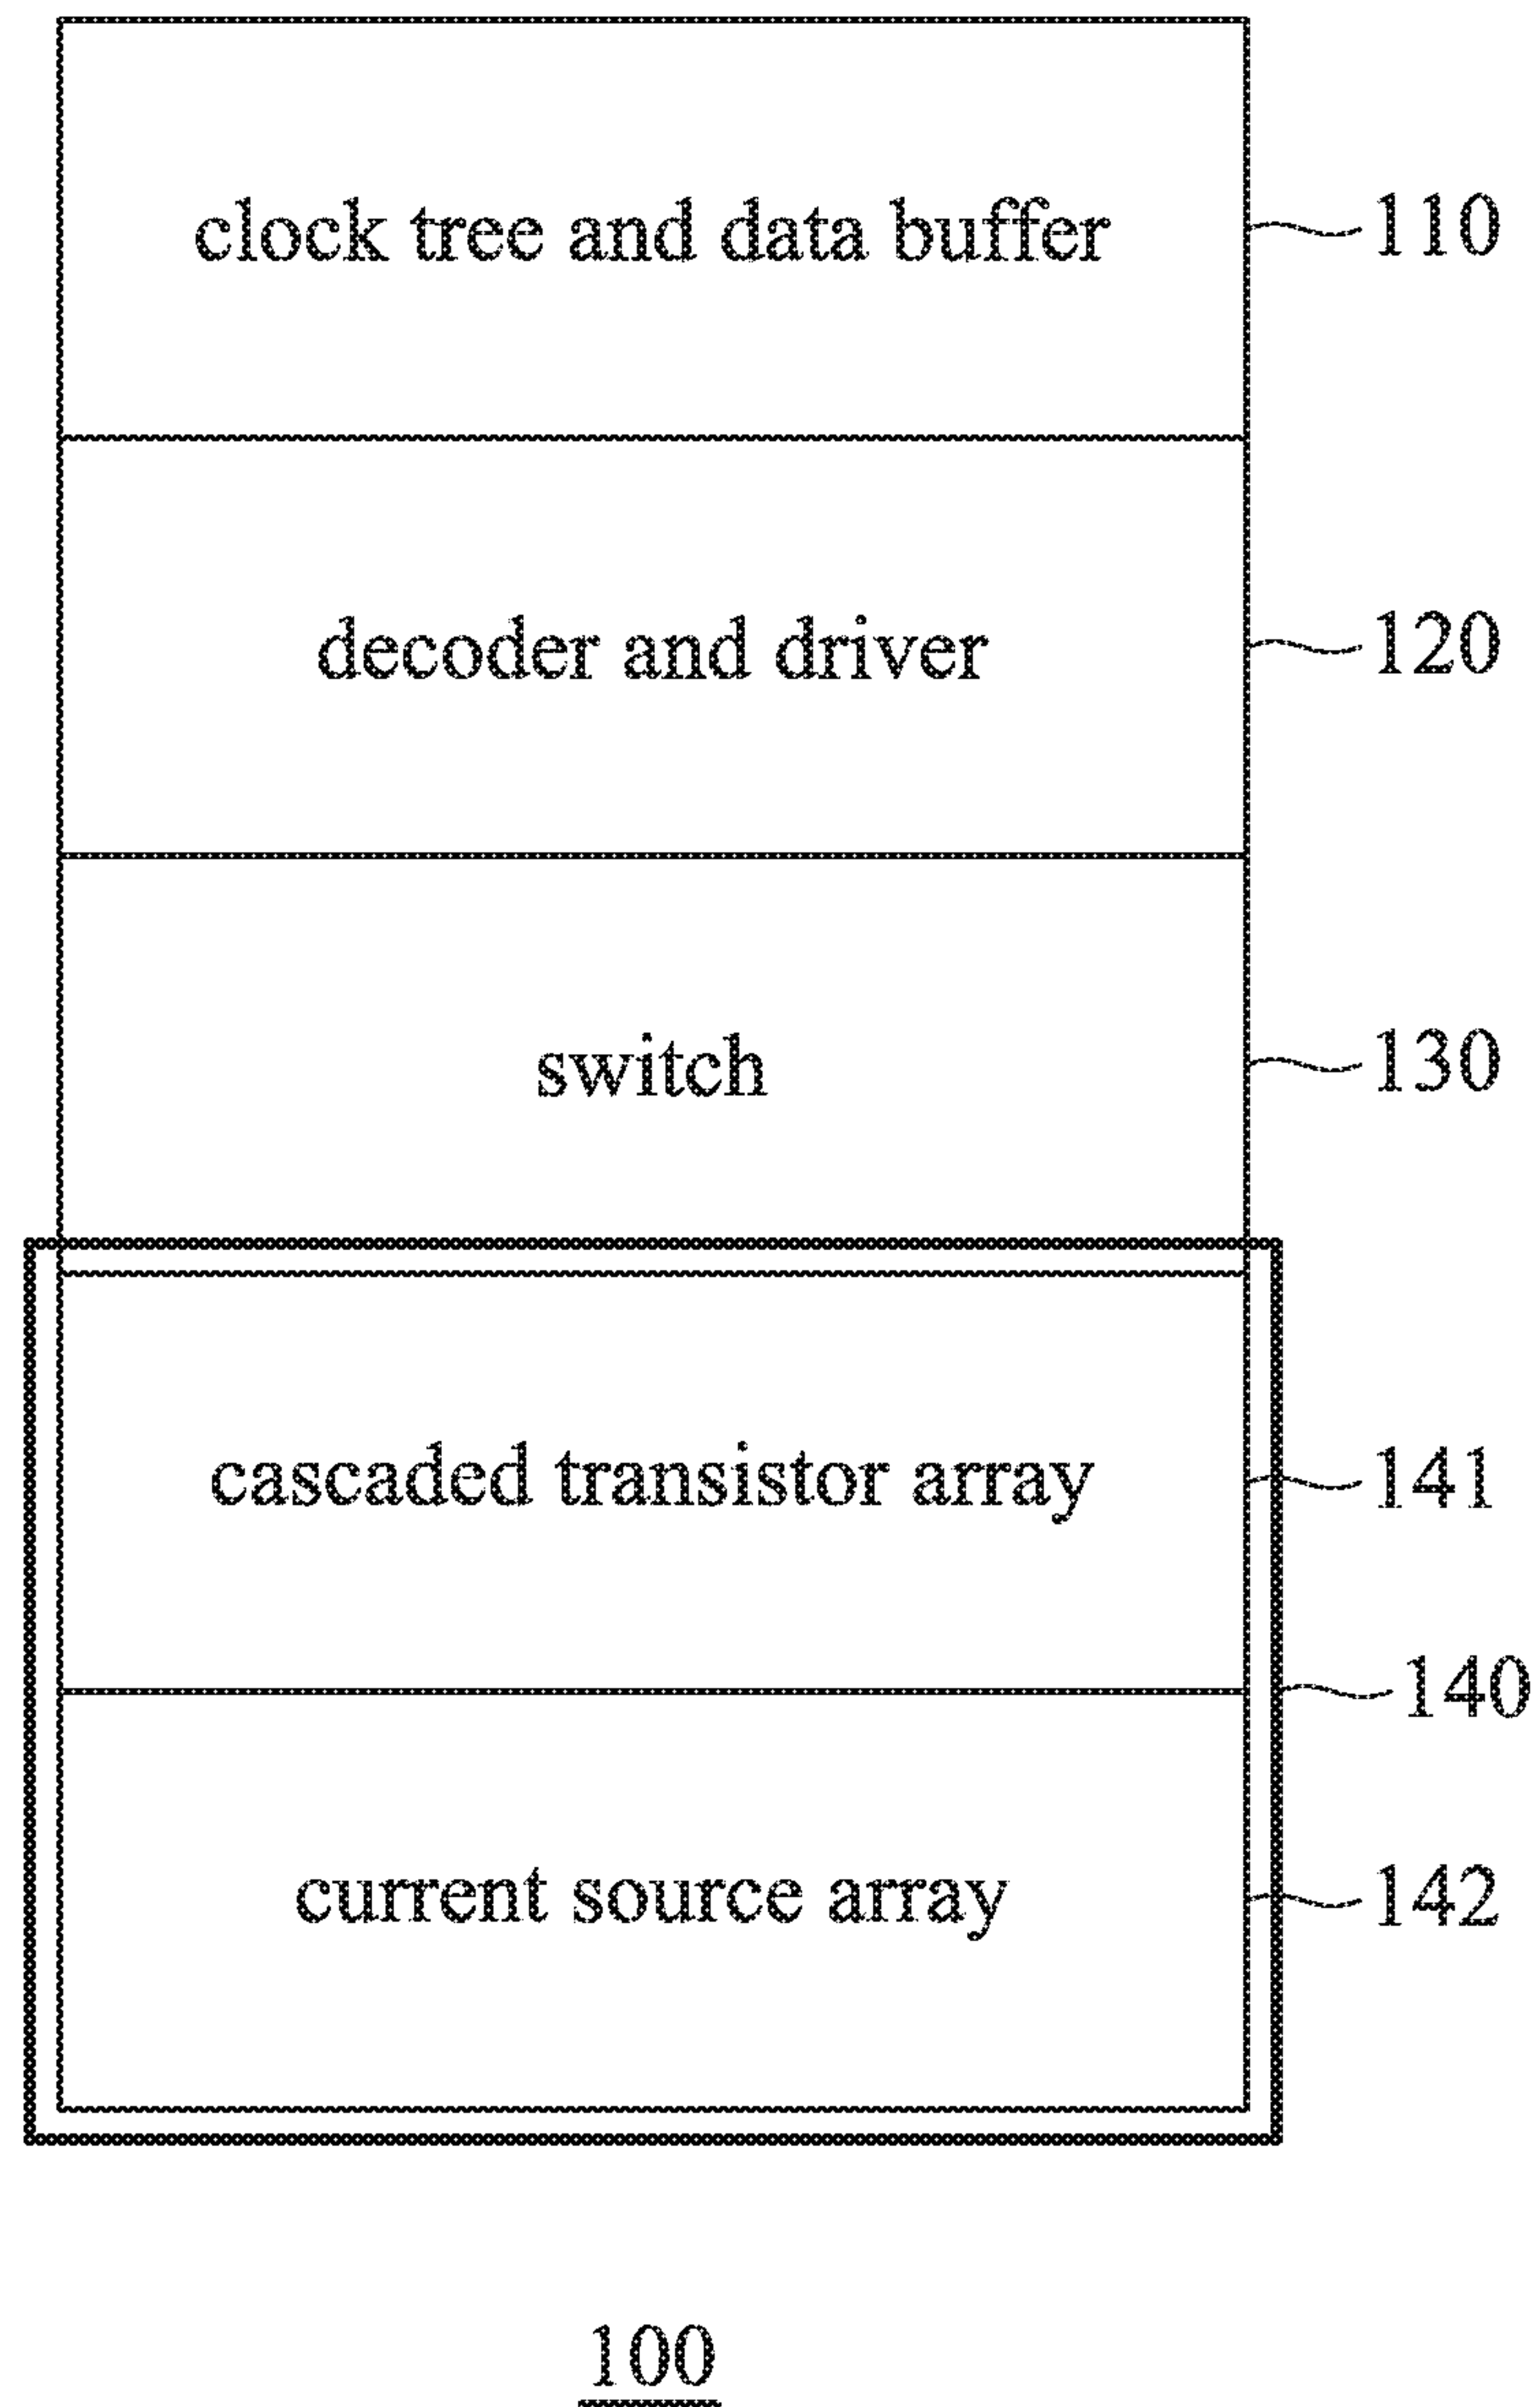 clock tree and data buffer 110
decoder and driver 120
switch 130
cascaded transistor array 141
140
current source array 142
100